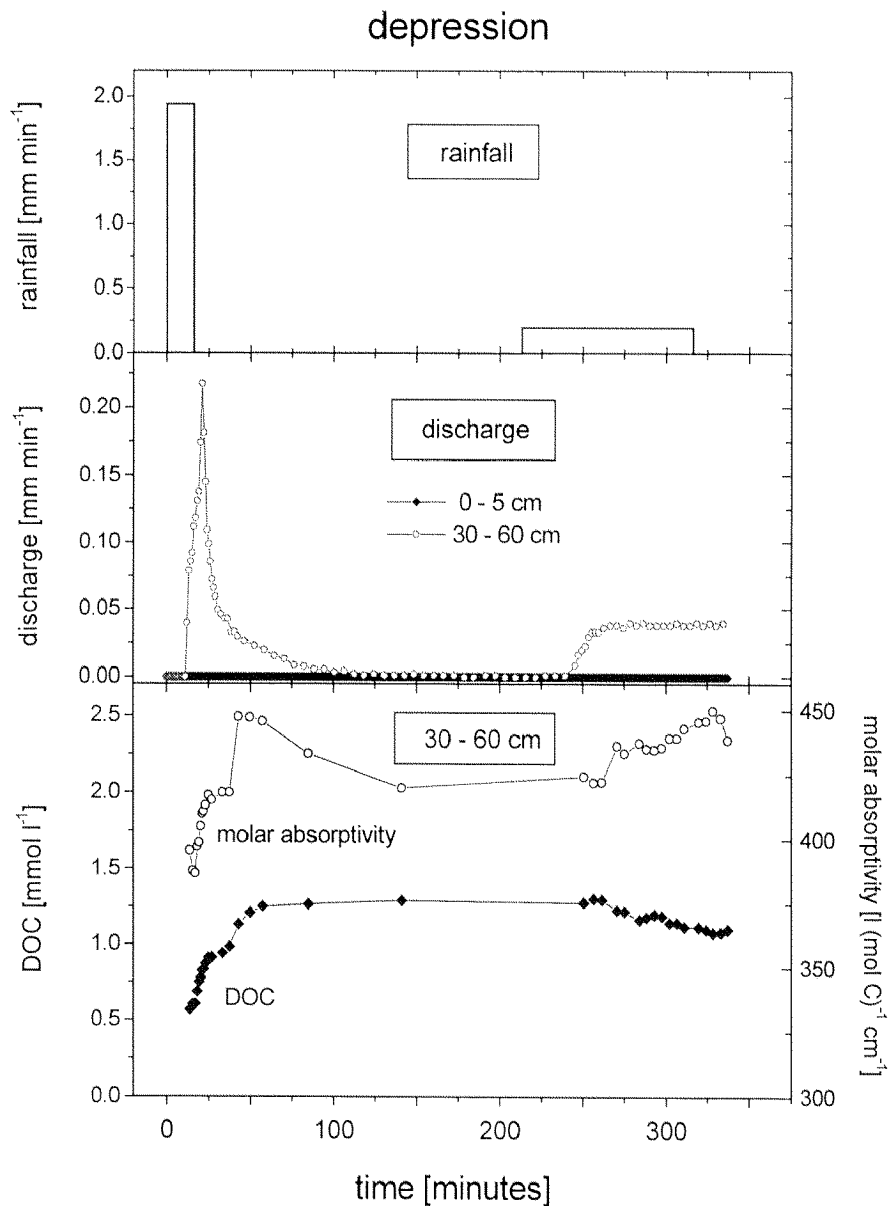 depression
rainfall [mm min⁻¹]
2.0
1.5
1.0
0.5
0.0
rainfall
discharge [mm min⁻¹]
0.20
0.15
0.10
0.05
0.00
discharge
0 - 5 cm
30 - 60 cm
DOC [mmol l⁻¹]
2.5
2.0
1.5
1.0
0.5
0.0
30 - 60 cm
molar absorptivity
DOC
450
400
350
300
molar absorptivity [l (mol C)⁻¹ cm⁻¹]
0 50 100 150 200 250 300
time [minutes]